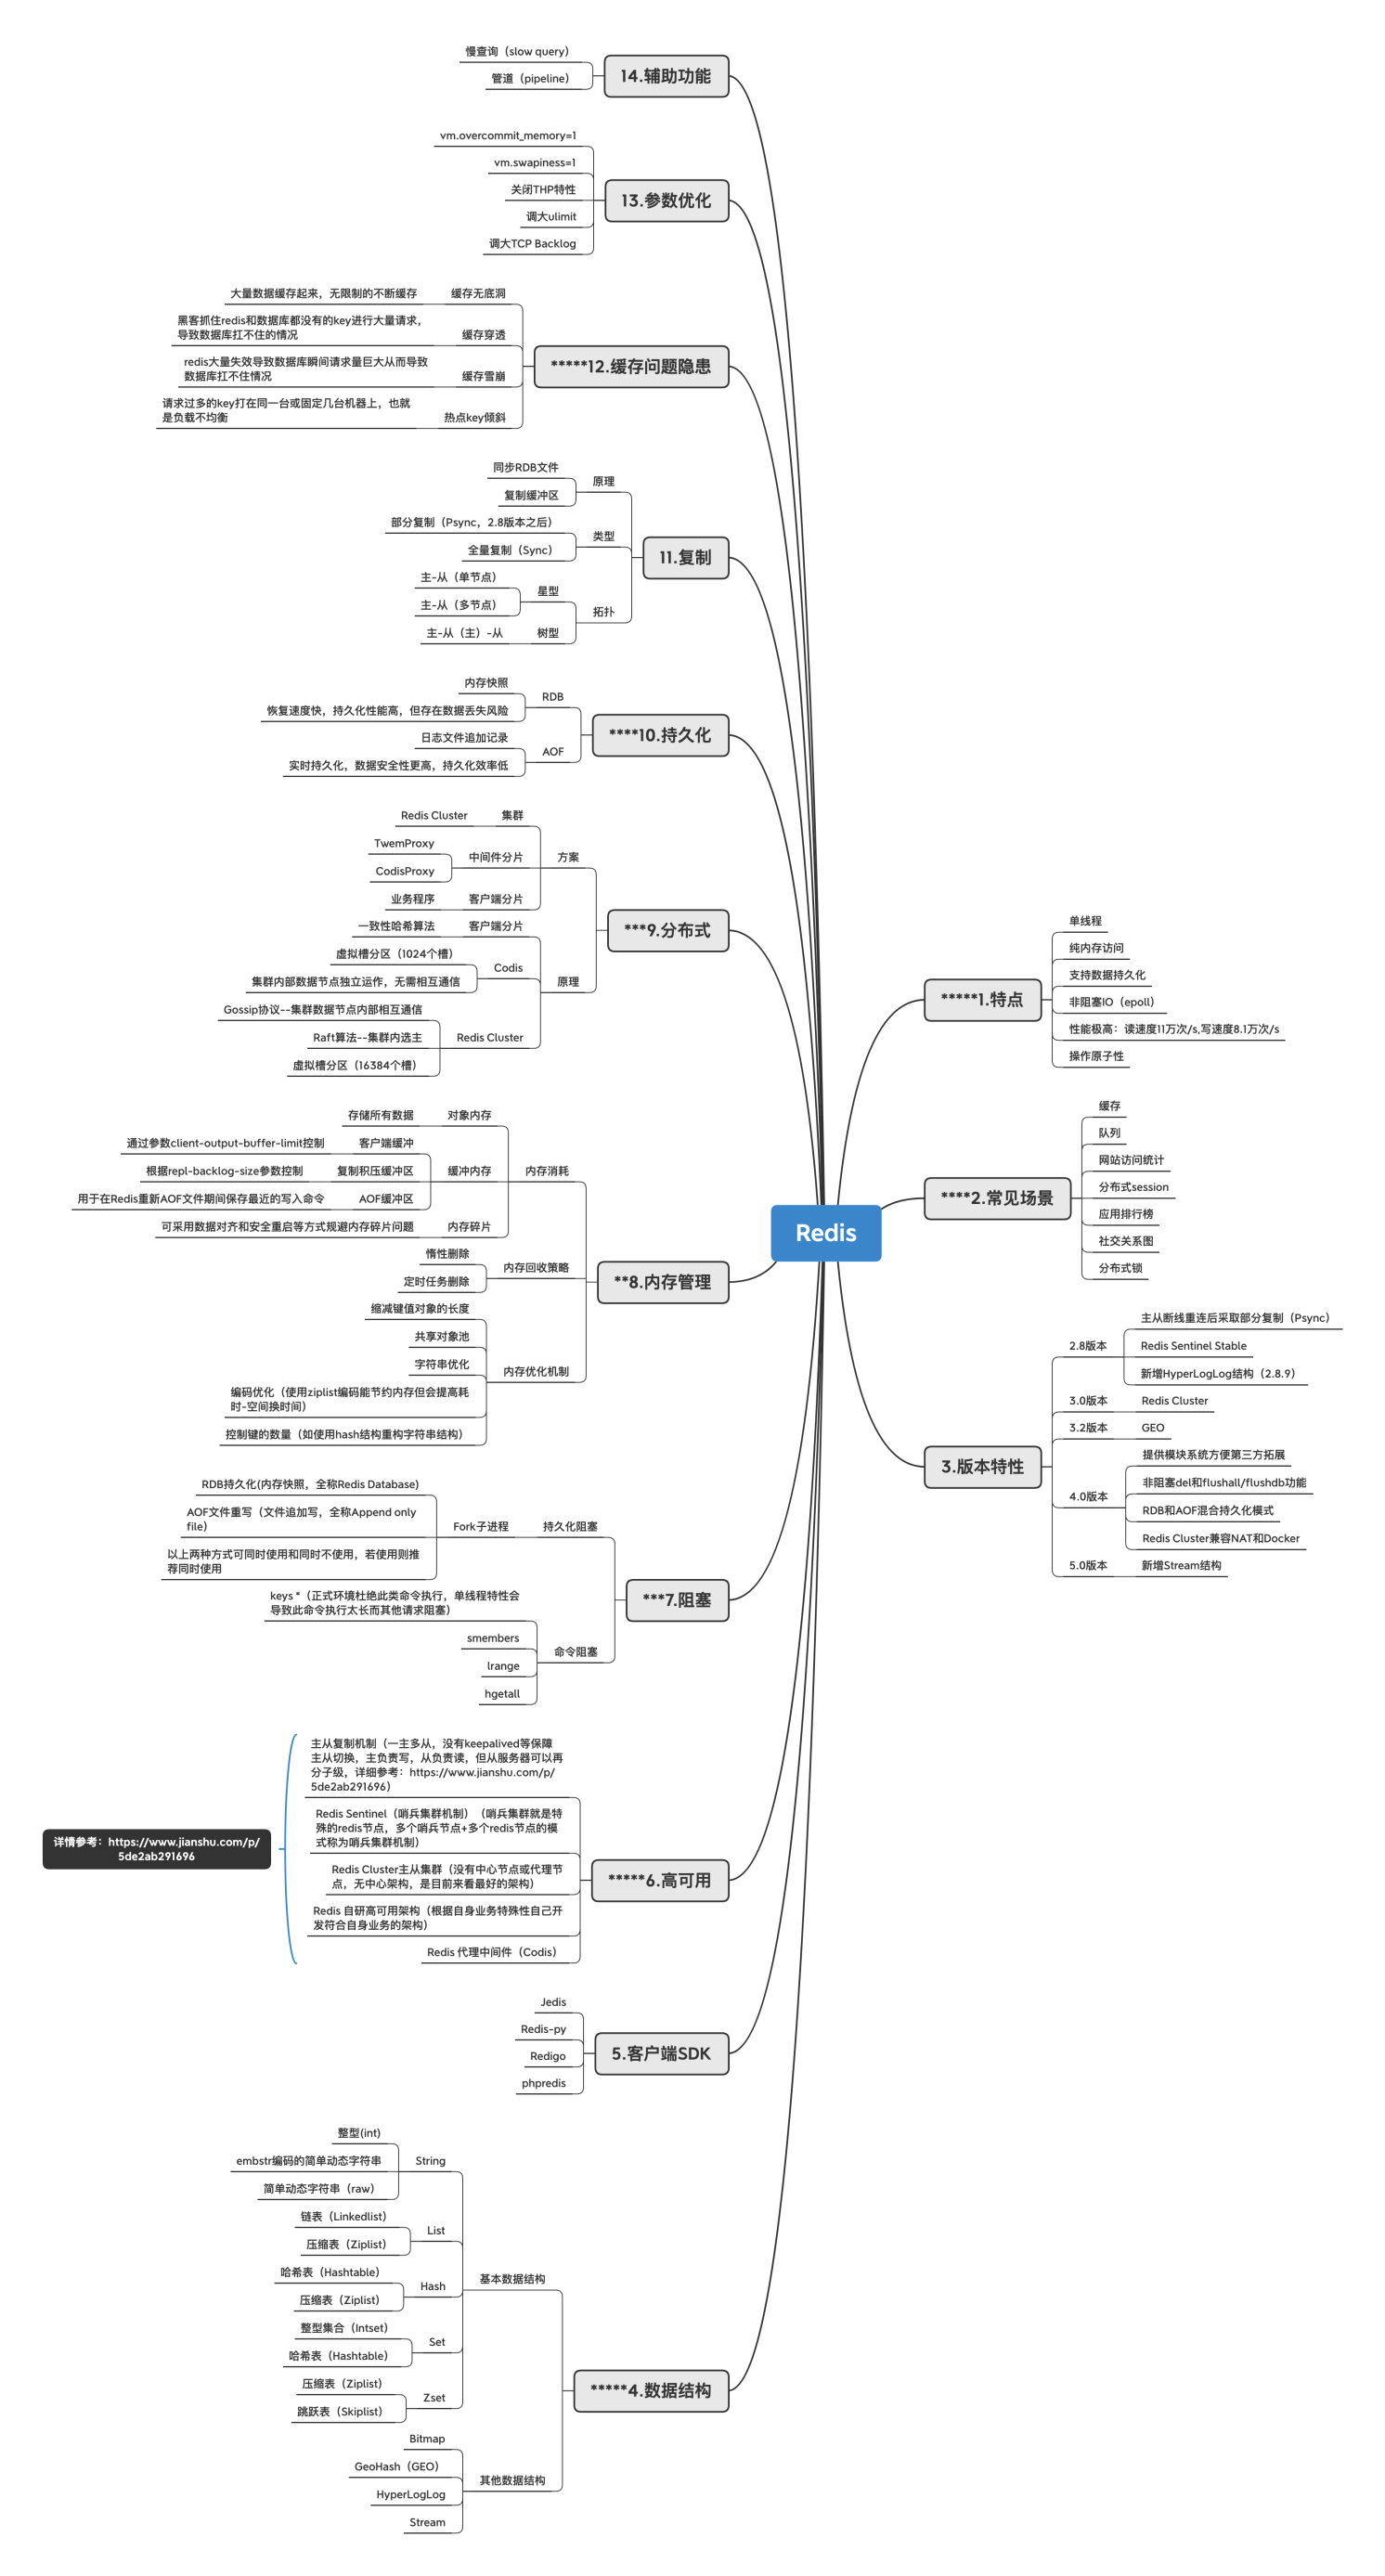 Redis
*****1.特点
单线程
纯内存访问
支持数据持久化
非阻塞IO（epoll）
性能极高：读速度11万次/s,写速度8.1万次/s
操作原子性
****2.常见场景
缓存
队列
网站访问统计
分布式session
应用排行榜
社交关系图
分布式锁
3.版本特性
2.8版本
主从断线重连后采取部分复制（Psync）
Redis Sentinel Stable
新增HyperLogLog结构（2.8.9）
3.0版本
Redis Cluster
3.2版本
GEO
4.0版本
提供模块系统方便第三方拓展
非阻塞del和flushall/flushdb功能
RDB和AOF混合持久化模式
Redis Cluster兼容NAT和Docker
5.0版本
新增Stream结构
*****4.数据结构
基本数据结构
String
整型(int)
embstr编码的简单动态字符串
简单动态字符串（raw）
List
链表（Linkedlist）
压缩表（Ziplist）
Hash
哈希表（Hashtable）
压缩表（Ziplist）
Set
整型集合（Intset）
哈希表（Hashtable）
Zset
压缩表（Ziplist）
跳跃表（Skiplist）
其他数据结构
Bitmap
GeoHash（GEO）
HyperLogLog
Stream
5.客户端SDK
Jedis
Redis-py
Redigo
phpredis
*****6.高可用
主从复制机制（一主多从，没有keepalived等保障
主从切换，主负责写，从负责读，但从服务器可以再
分子级，详细参考：https://www.jianshu.com/p/
5de2ab291696）
Redis Sentinel（哨兵集群机制）（哨兵集群就是特
殊的redis节点，多个哨兵节点+多个redis节点的模
式称为哨兵集群机制）
Redis Cluster主从集群（没有中心节点或代理节
点，无中心架构，是目前来看最好的架构）
Redis 自研高可用架构（根据自身业务特殊性自己开
发符合自身业务的架构）
Redis 代理中间件（Codis）
详情参考：https://www.jianshu.com/p/
5de2ab291696
***7.阻塞
持久化阻塞
Fork子进程
RDB持久化(内存快照，全称Redis Database)
AOF文件重写（文件追加写，全称Append only
file）
以上两种方式可同时使用和同时不使用，若使用则推
荐同时使用
命令阻塞
keys *（正式环境杜绝此类命令执行，单线程特性会
导致此命令执行太长而其他请求阻塞）
smembers
lrange
hgetall
**8.内存管理
内存消耗
对象内存
存储所有数据
缓冲内存
客户端缓冲
通过参数client-output-buffer-limit控制
复制积压缓冲区
根据repl-backlog-size参数控制
AOF缓冲区
用于在Redis重新AOF文件期间保存最近的写入命令
内存碎片
可采用数据对齐和安全重启等方式规避内存碎片问题
内存回收策略
惰性删除
定时任务删除
内存优化机制
缩减键值对象的长度
共享对象池
字符串优化
编码优化（使用ziplist编码能节约内存但会提高耗
时-空间换时间）
控制键的数量（如使用hash结构重构字符串结构）
***9.分布式
方案
集群
Redis Cluster
中间件分片
TwemProxy
CodisProxy
客户端分片
业务程序
原理
客户端分片
一致性哈希算法
Codis
虚拟槽分区（1024个槽）
集群内部数据节点独立运作，无需相互通信
Redis Cluster
Gossip协议--集群数据节点内部相互通信
Raft算法--集群内选主
虚拟槽分区（16384个槽）
****10.持久化
RDB
内存快照
恢复速度快，持久化性能高，但存在数据丢失风险
AOF
日志文件追加记录
实时持久化，数据安全性更高，持久化效率低
11.复制
原理
同步RDB文件
复制缓冲区
类型
部分复制（Psync，2.8版本之后）
全量复制（Sync）
拓扑
星型
主-从（单节点）
主-从（多节点）
树型
主-从（主）-从
*****12.缓存问题隐患
缓存无底洞
大量数据缓存起来，无限制的不断缓存
缓存穿透
黑客抓住redis和数据库都没有的key进行大量请求，
导致数据库扛不住的情况
缓存雪崩
redis大量失效导致数据库瞬间请求量巨大从而导致
数据库扛不住情况
热点key倾斜
请求过多的key打在同一台或固定几台机器上，也就
是负载不均衡
13.参数优化
vm.overcommit_memory=1
vm.swapiness=1
关闭THP特性
调大ulimit
调大TCP Backlog
14.辅助功能
慢查询（slow query）
管道（pipeline）